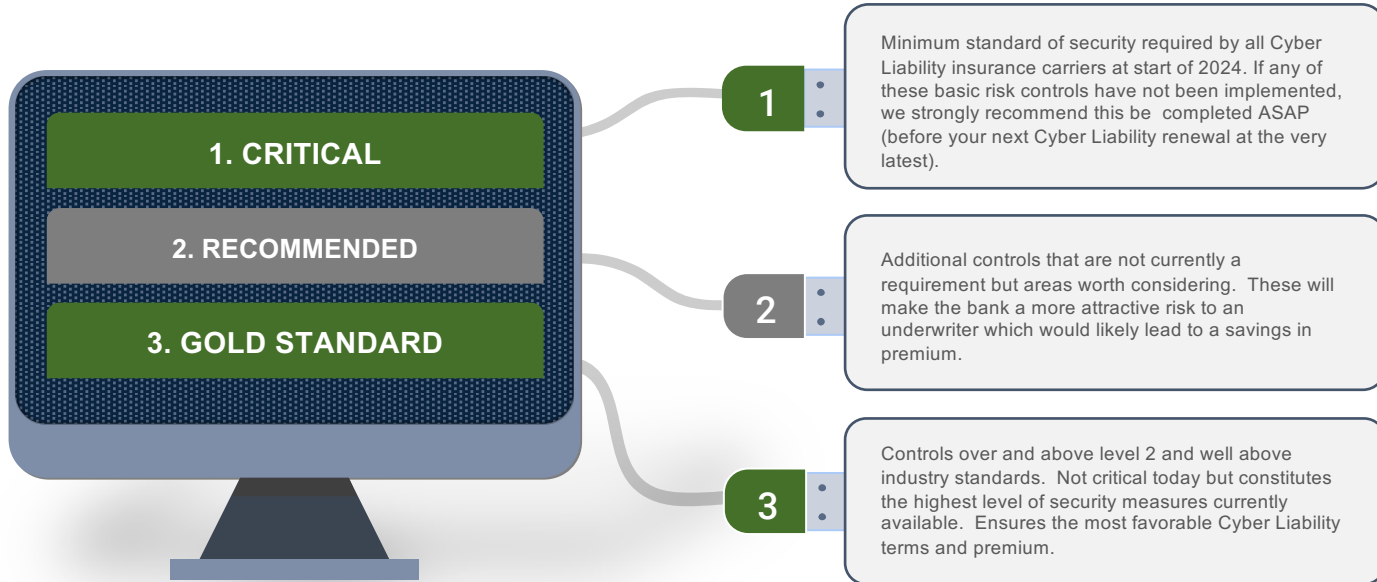 1. CRITICAL
2. RECOMMENDED
3. GOLD STANDARD
1
Minimum standard of security required by all Cyber
Liability insurance carriers at start of 2024. If any of
these basic risk controls have not been implemented,
we strongly recommend this be  completed ASAP
(before your next Cyber Liability renewal at the very
latest).
2
Additional controls that are not currently a
requirement but areas worth considering.  These will
make the bank a more attractive risk to an
underwriter which would likely lead to a savings in
premium.
3
Controls over and above level 2 and well above
industry standards.  Not critical today but constitutes
the highest level of security measures currently
available.  Ensures the most favorable Cyber Liability
terms and premium.